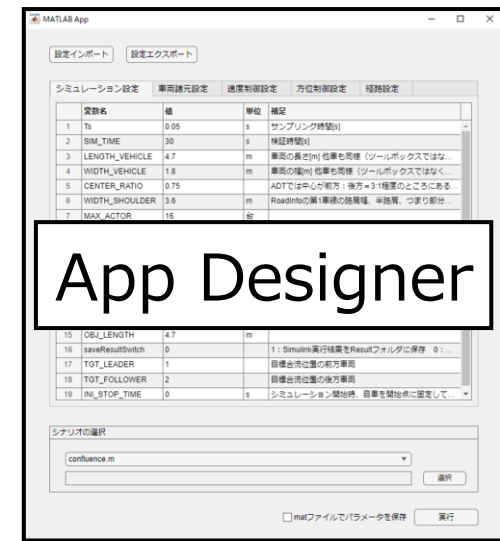 MATLAB App
設定インポート 設定エクスポート
シミュレーション設定 車両諸元設定 速度制御設定 方位制御設定 経路設定
変数名 値 単位 補足
1 Ts 0.05 s サンプリング時間[s]
2 SIM_TIME 30 s 検証時間[s]
3 LENGTH_VEHICLE 4.7 m 車両の長さ[m] 他車も同様（ツールボックスではな...
4 WIDTH_VEHICLE 1.8 m 車両の幅[m] 他車も同様（ツールボックスではなく...
5 CENTER_RATIO 0.75 ADTでは中心が前方：後方＝3:1程度のところにある...
6 WIDTH_SHOULDER 3.6 m RoadInfoの第1車線の路肩幅、半路肩、つまり部分...
7 MAX_ACTOR 16 台
App Designer
15 OBJ_LENGTH 4.7 m
16 saveResultSwitch 0 1：Simulink実行結果をResultフォルダに保存 0：...
17 TGT_LEADER 1 目標合流位置の前方車両
18 TGT_FOLLOWER 2 目標合流位置の後方車両
19 INI_STOP_TIME 0 s シミュレーション開始時、自車を開始点に固定して...
シナリオの選択
confluence.m
選択
matファイルでパラメータを保存 実行